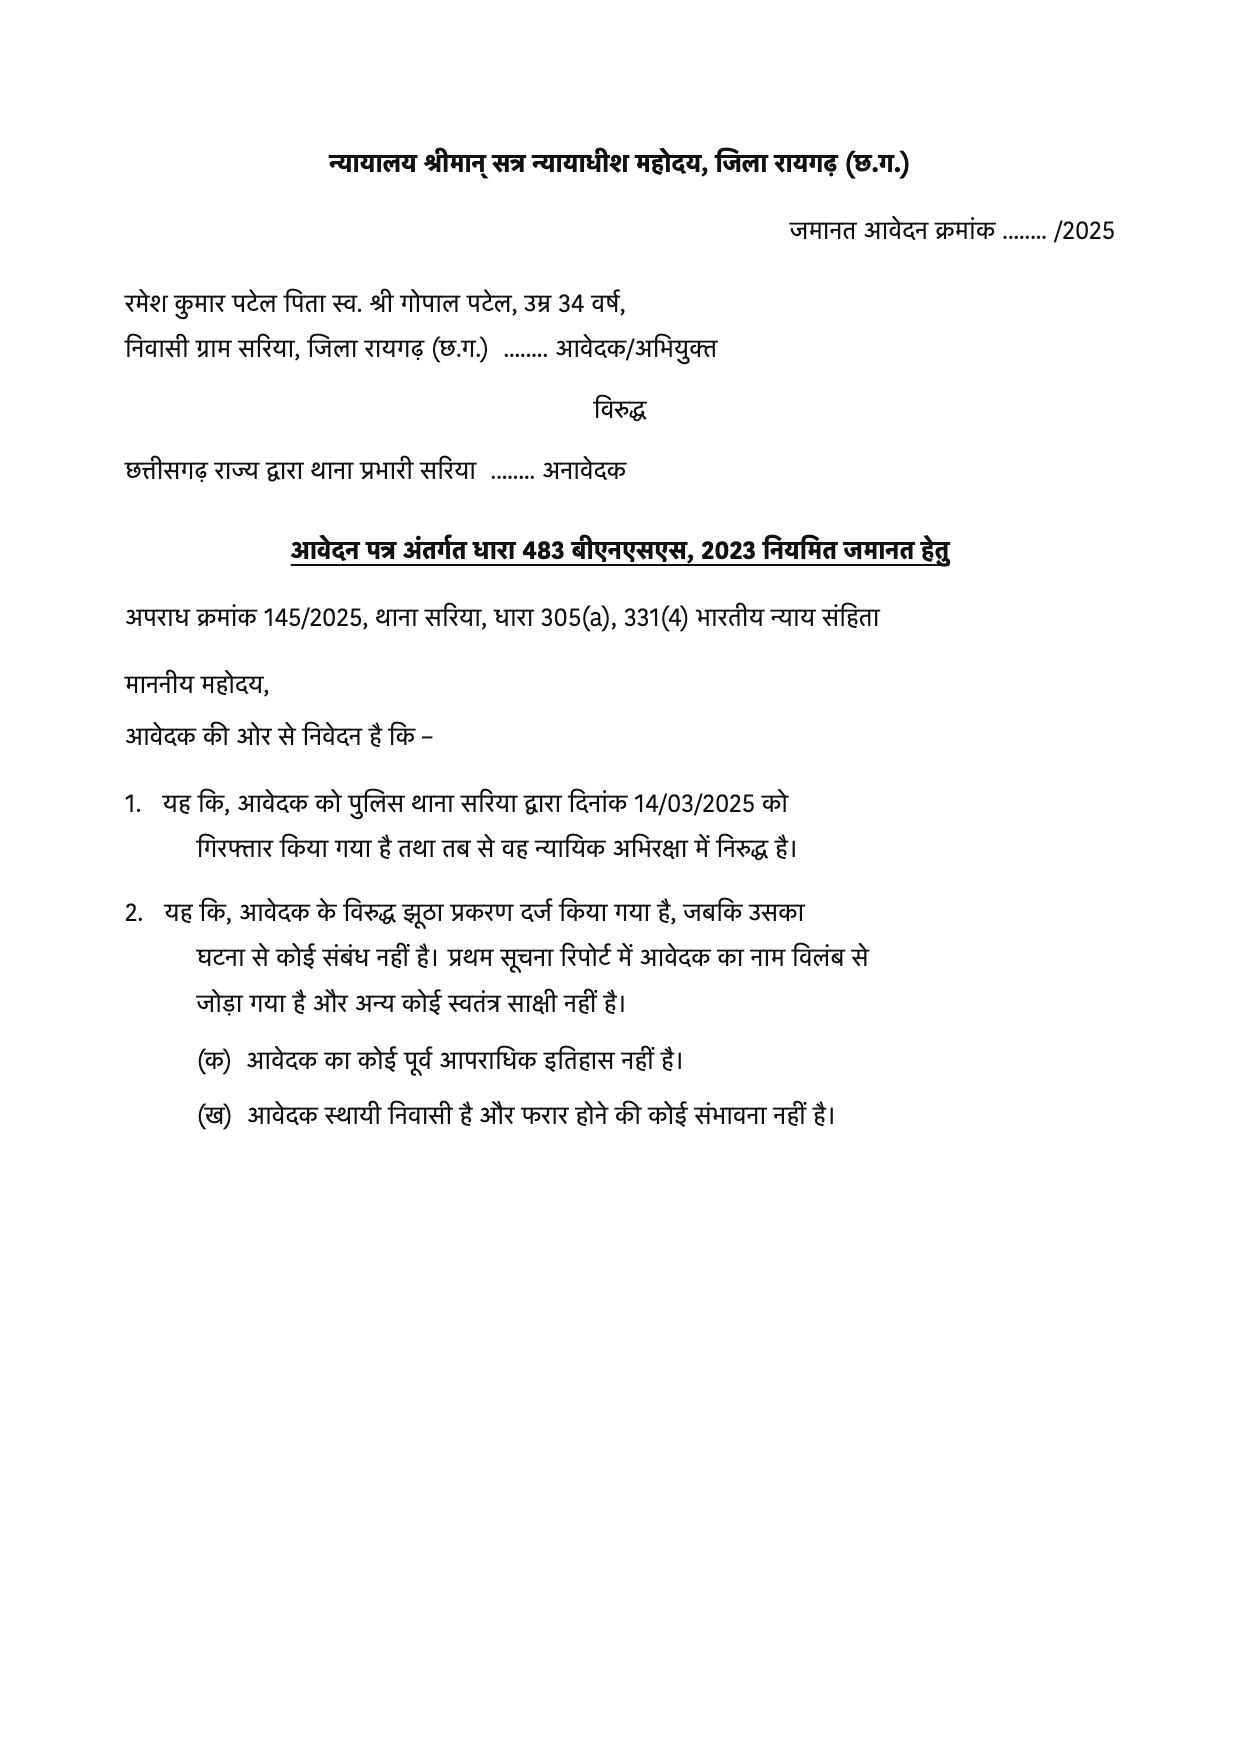 न्यायालय श्रीमान् सत्र न्यायाधीश महोदय, जिला रायगढ़ (छ.ग.)
जमानत आवेदन क्रमांक ........ /2025
रमेश कुमार पटेल पिता स्व. श्री गोपाल पटेल, उम्र 34 वर्ष,
निवासी ग्राम सरिया, जिला रायगढ़ (छ.ग.) ........ आवेदक/अभियुक्त
विरुद्ध
छत्तीसगढ़ राज्य द्वारा थाना प्रभारी सरिया ........ अनावेदक
आवेदन पत्र अंतर्गत धारा 483 बीएनएसएस, 2023 नियमित जमानत हेतु
अपराध क्रमांक 145/2025, थाना सरिया, धारा 305(a), 331(4) भारतीय न्याय संहिता
माननीय महोदय,
आवेदक की ओर से निवेदन है कि –
1. यह कि, आवेदक को पुलिस थाना सरिया द्वारा दिनांक 14/03/2025 को
गिरफ्तार किया गया है तथा तब से वह न्यायिक अभिरक्षा में निरुद्ध है।
2. यह कि, आवेदक के विरुद्ध झूठा प्रकरण दर्ज किया गया है, जबकि उसका
घटना से कोई संबंध नहीं है। प्रथम सूचना रिपोर्ट में आवेदक का नाम विलंब से
जोड़ा गया है और अन्य कोई स्वतंत्र साक्षी नहीं है।
(क) आवेदक का कोई पूर्व आपराधिक इतिहास नहीं है।
(ख) आवेदक स्थायी निवासी है और फरार होने की कोई संभावना नहीं है।